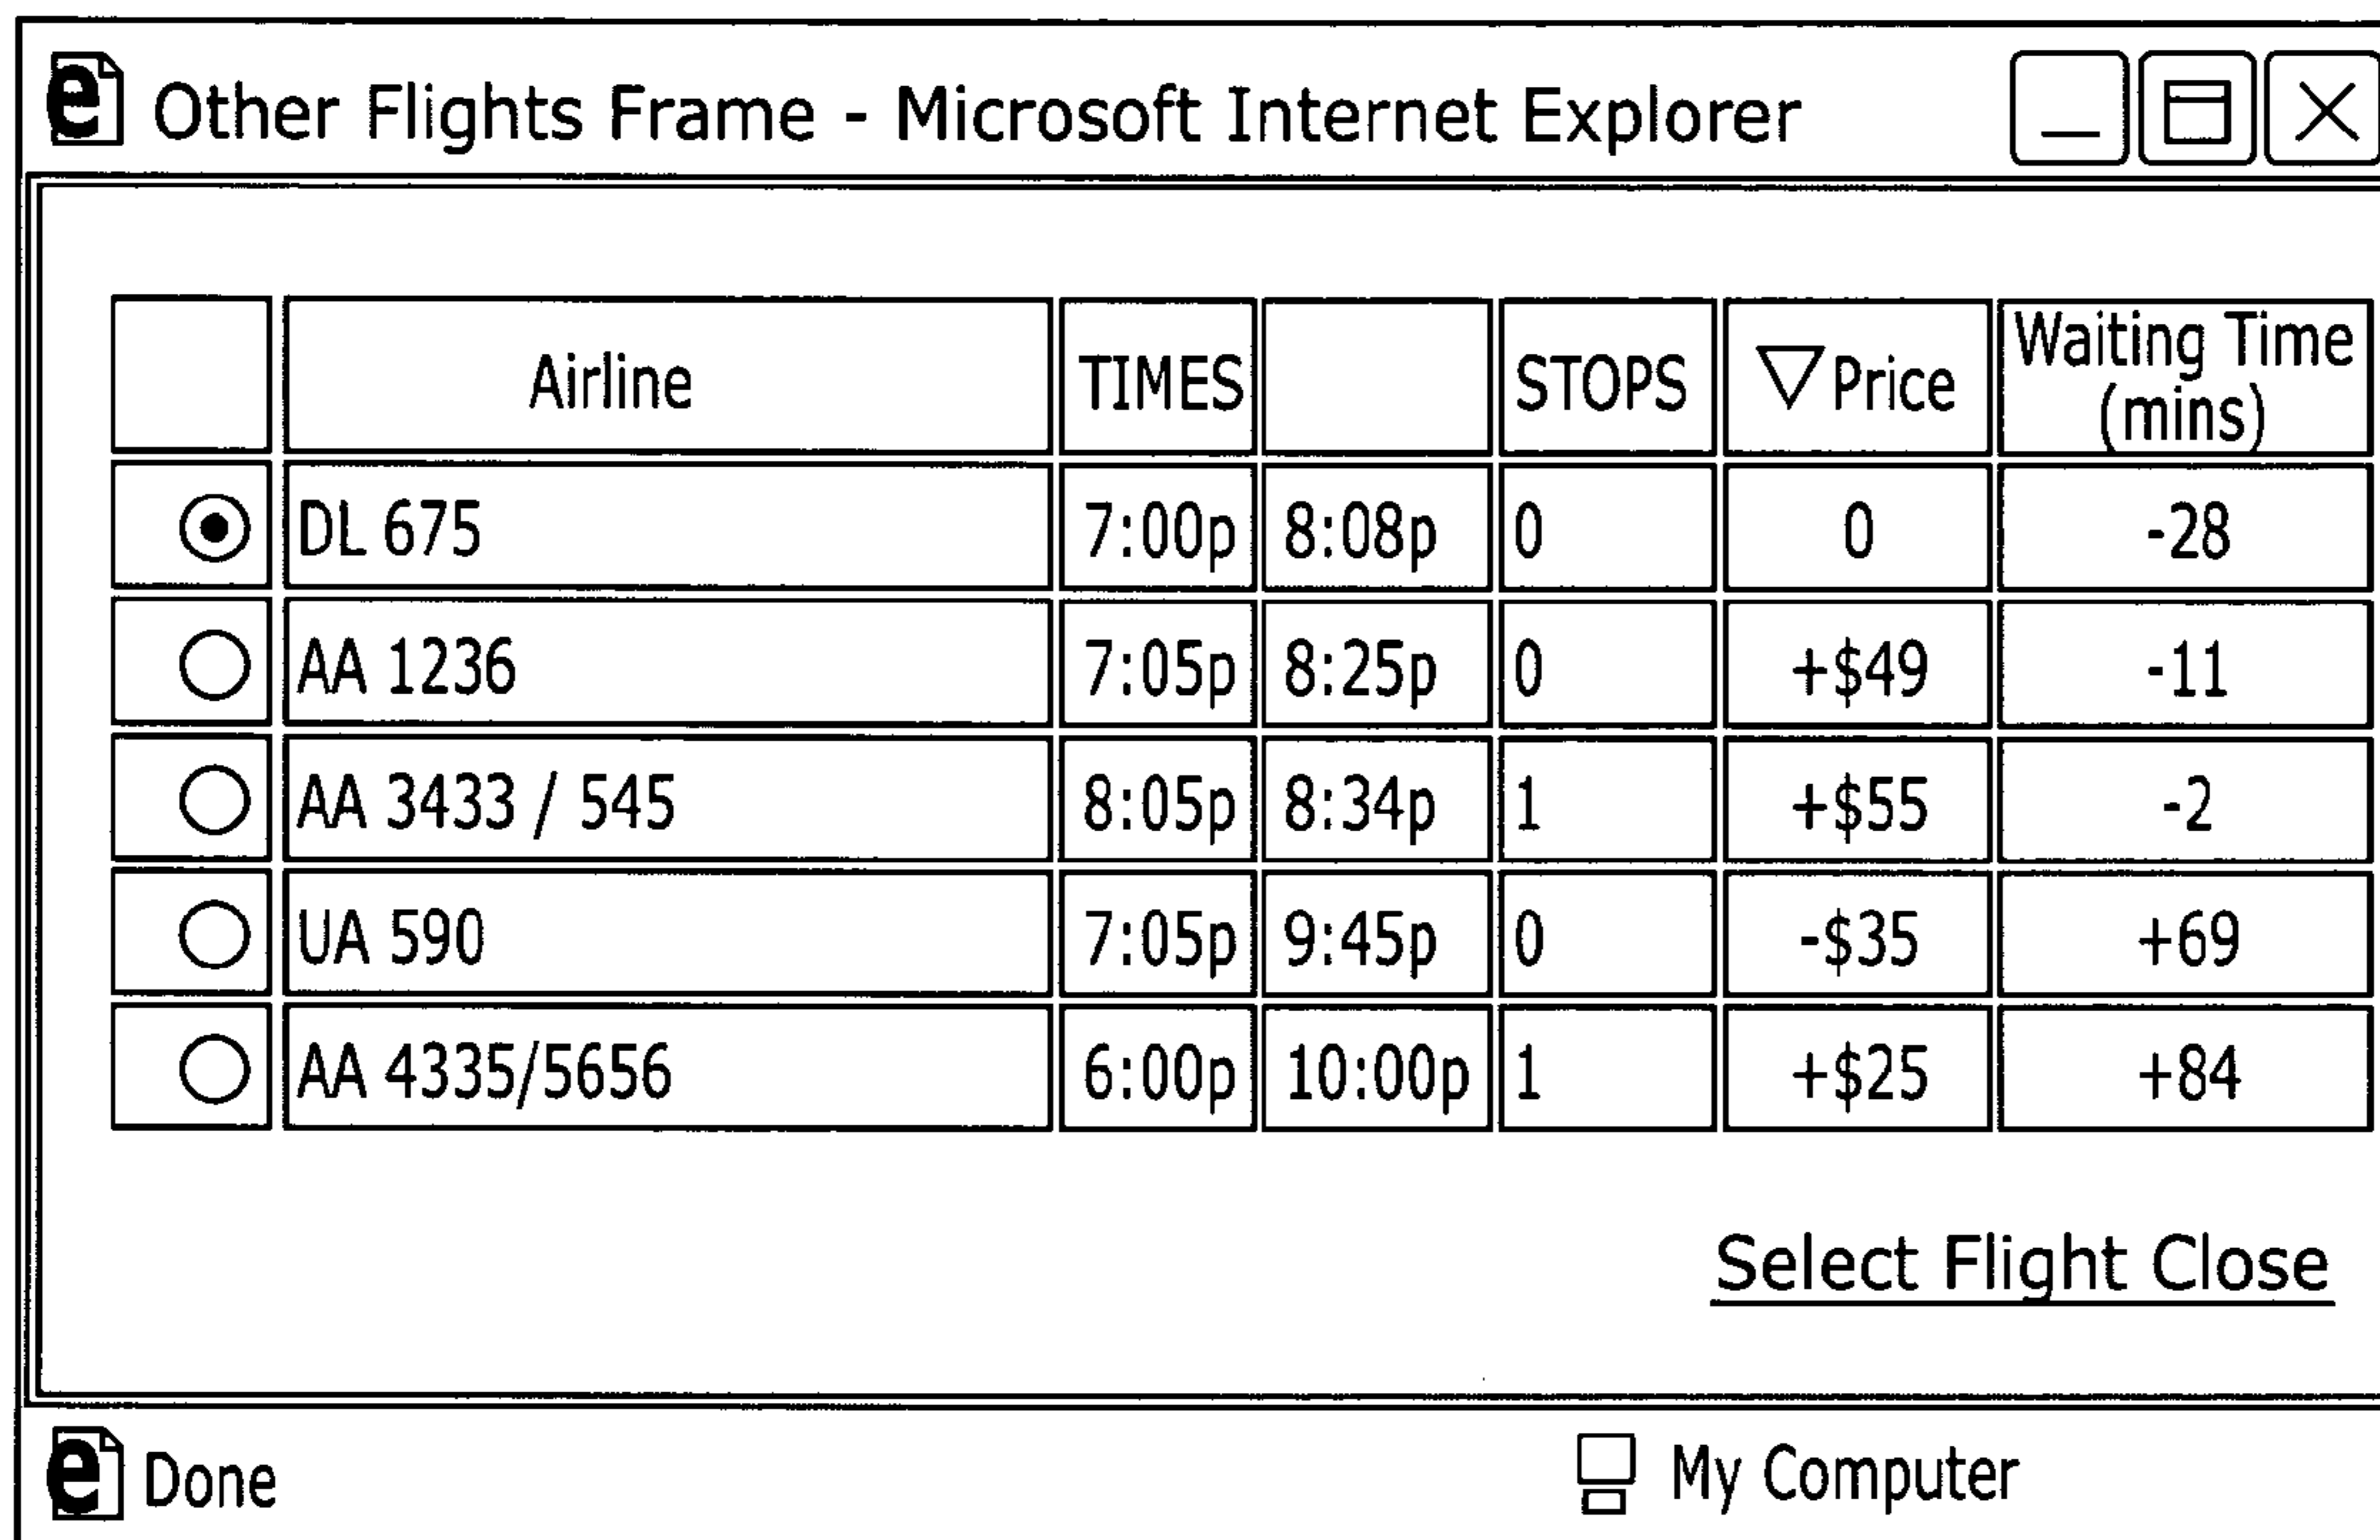 Other Flights Frame - Microsoft Internet Explorer
Airline TIMES STOPS Price Waiting Time (mins)
DL 675 7:00p 8:08p 0 0 -28
AA 1236 7:05p 8:25p 0 +$49 -11
AA 3433 / 545 8:05p 8:34p 1 +$55 -2
UA 590 7:05p 9:45p 0 -$35 +69
AA 4335/5656 6:00p 10:00p 1 +$25 +84
Select Flight Close
Done My Computer